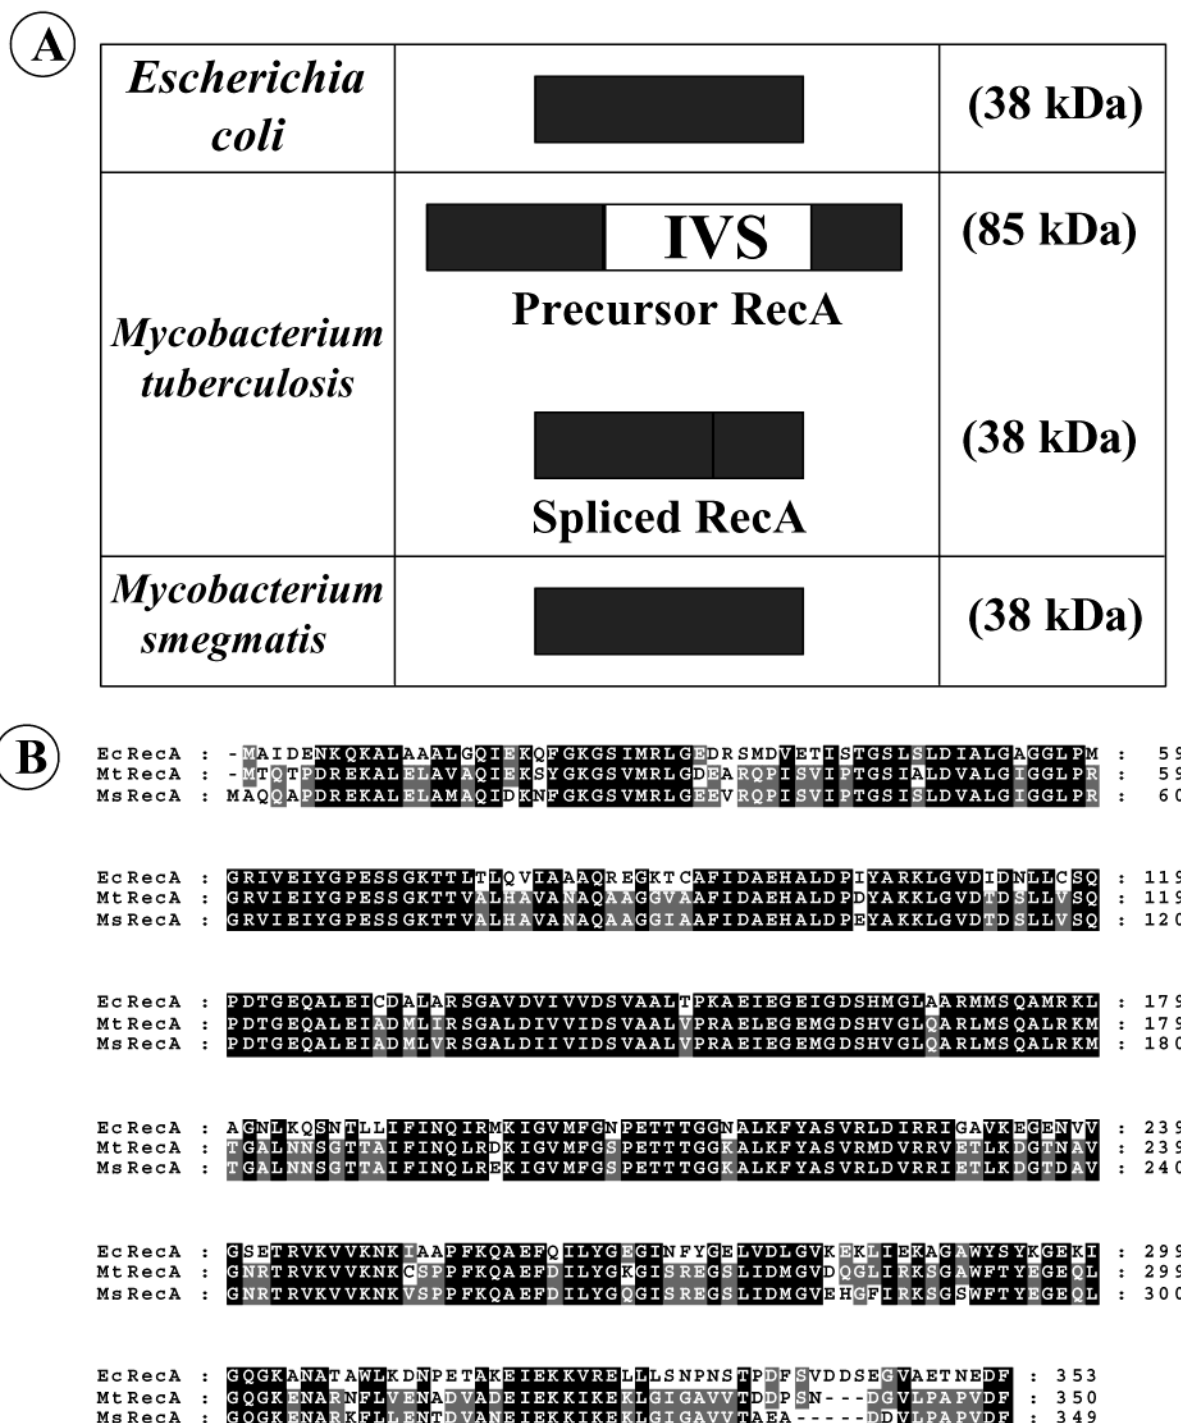 A
Escherichia
coli
(38 kDa)
IVS
(85 kDa)
Precursor RecA
Mycobacterium
tuberculosis
(38 kDa)
Spliced RecA
Mycobacterium
smegmatis
(38 kDa)
B
EcRecA : -MAIDENKQKALAAALGQIEKQFGKGSIMRLGEDRSMDVETISTGSLSLDIALGAGGLPM : 59
MtRecA : -MTQTPDREKALELAVAQIEKSYGKGSVMRLGDEARQPISVIPTGSIALDVALGIGGLPR : 59
MsRecA : MAQQAPDREKALELAMAQIDKNFGKGSVMRLGEEVRQPISVIPTGSISLDVALGIGGLPR : 60
EcRecA : GRIVEIYGPESSGKTTLTLQVIAAAQREGKTCAFIDAEHALDPIYARKLGVDIDNLLCSQ : 119
MtRecA : GRVIEIYGPESSGKTTVALHAVANAQAAGGVAAFIDAEHALDPDYAKKLGVDTDSLLVSQ : 119
MsRecA : GRVIEIYGPESSGKTTVALHAVANAQAAGGIAAFIDAEHALDPEYAKKLGVDTDSLLVSQ : 120
EcRecA : PDTGEQALEICDALARSGAVDVIVVDSVAALTPKAEIEGEIGDSHMGLAARMMSQAMRKL : 179
MtRecA : PDTGEQALEIADMLIRSGALDIVVIDSVAALVPRAELEGEMGDSHVGLQARLMSQALRKM : 179
MsRecA : PDTGEQALEIADMLVRSGALDIIVIDSVAALVPRAEIEGEMGDSHVGLQARLMSQALRKM : 180
EcRecA : AGNLKQSNTLLIFINQIRMKIGVMFGNPETTTGGNALKFYASVRLDIRRIGAVKEGENVV : 239
MtRecA : TGALNNSGTTAIFINQLRDKIGVMFGSPETTTGGKALKFYASVRMDVRRVETLKDGTNAV : 239
MsRecA : TGALNNSGTTAIFINQLREKIGVMFGSPETTTGGKALKFYASVRLDVRRIETLKDGTDAV : 240
EcRecA : GSETRVKVVKNKIAAPFKQAEFQILYGEGINFYGELVDLGVKEKLIEKAGAWYSYKGEKI : 299
MtRecA : GNRTRVKVVKNKCSPPFKQAEFDILYGKGISREGSLIDMGVDQGLIRKSGAWFTYEGEQL : 299
MsRecA : GNRTRVKVVKNKVSPPFKQAEFDILYGQGISREGSLIDMGVEHGFIRKSGSWFTYEGEQL : 300
EcRecA : GQGKANATAWLKDNPETAKEIEKKVRELLLSNPNSTPDFSVDDSEGVAETNEDF : 353
MtRecA : GQGKENARNFLVENADVADEIEKKIKEKLGIGAVVTDDPSN---DGVLPAPVDF : 350
MsRecA : GQGKENARKFLLENTDVANEIEKKIKEKLGIGAVVTAEA-----DDVLPAPVDF : 349